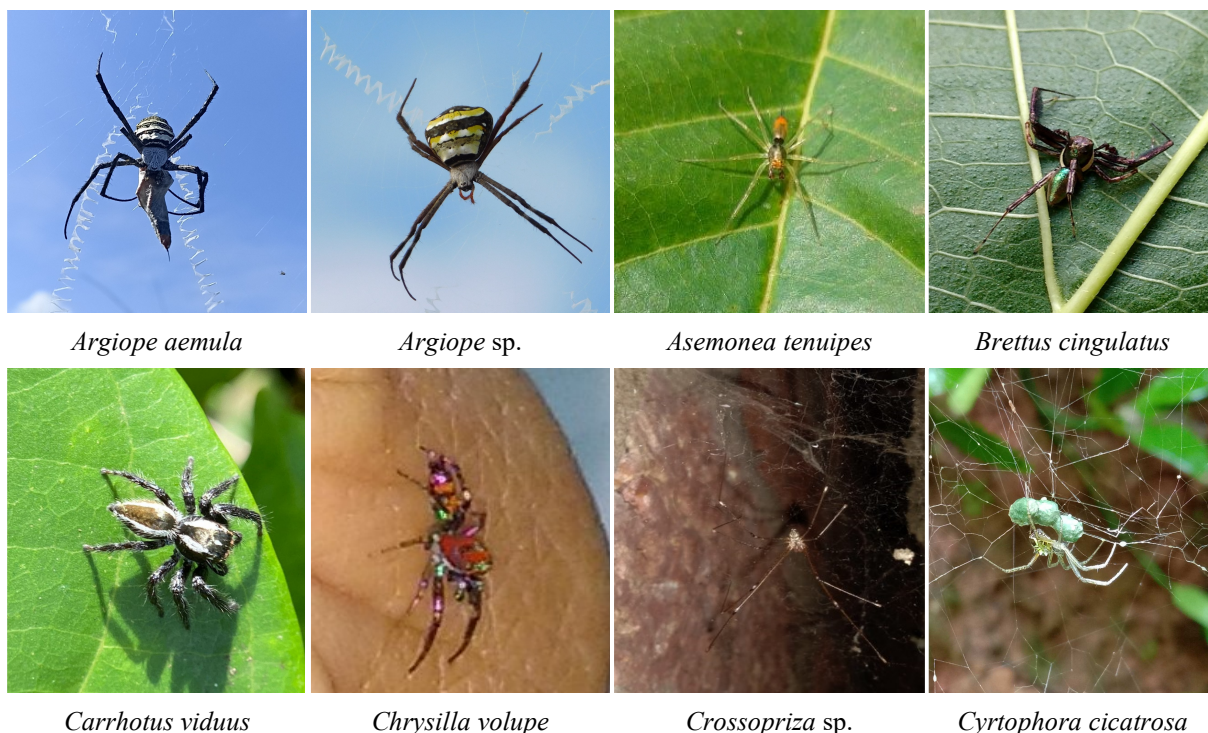 Argiope aemula
Argiope sp.
Asemonea tenuipes
Brettus cingulatus
Carrhotus viduus
Chrysilla volupe
Crossopriza sp.
Cyrtophora cicatrosa